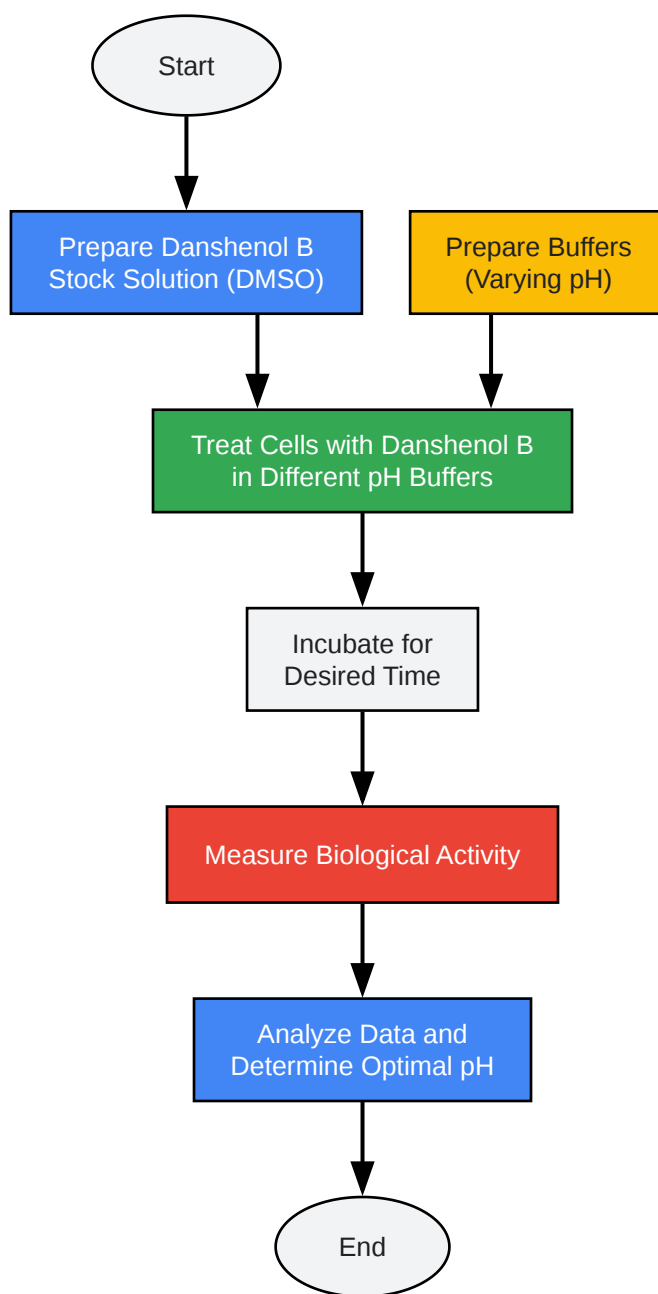 Start
Prepare Danshenol B
Stock Solution (DMSO)
Prepare Buffers
(Varying pH)
Treat Cells with Danshenol B
in Different pH Buffers
Incubate for
Desired Time
Measure Biological Activity
Analyze Data and
Determine Optimal pH
End